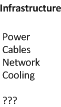 Infrastructure
Power
Cables
Network
Cooling
???